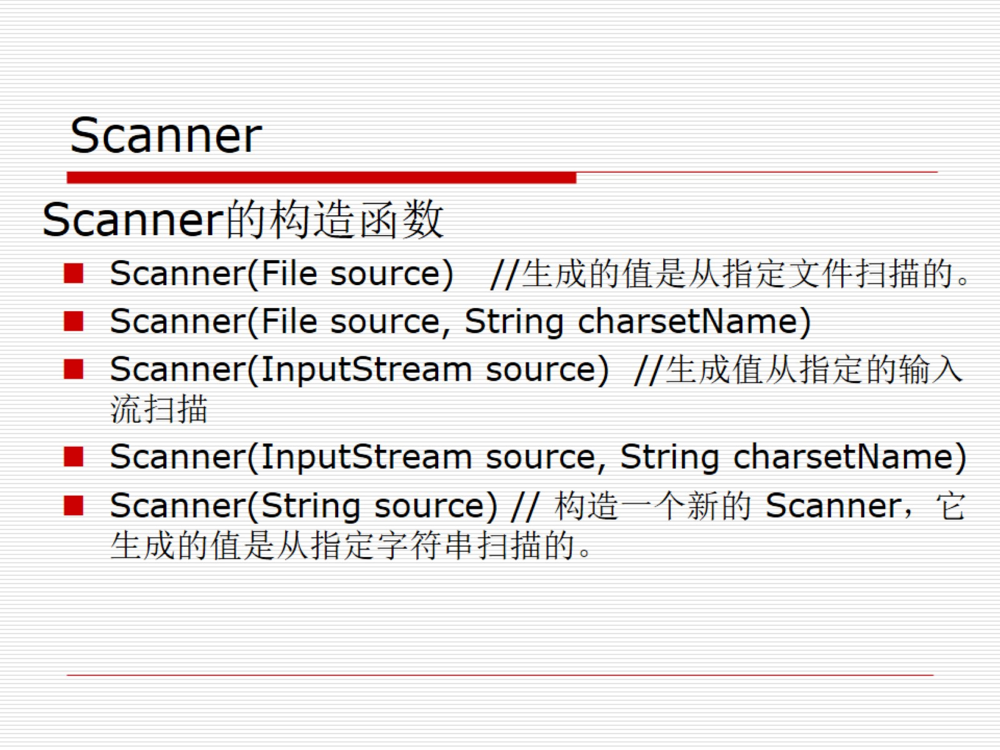 Scanner
Scanner的构造函数
Scanner(File source)   //生成的值是从指定文件扫描的。
Scanner(File source, String charsetName)
Scanner(InputStream source)  //生成值从指定的输入
流扫描
Scanner(InputStream source, String charsetName)
Scanner(String source) // 构造一个新的 Scanner，它
生成的值是从指定字符串扫描的。